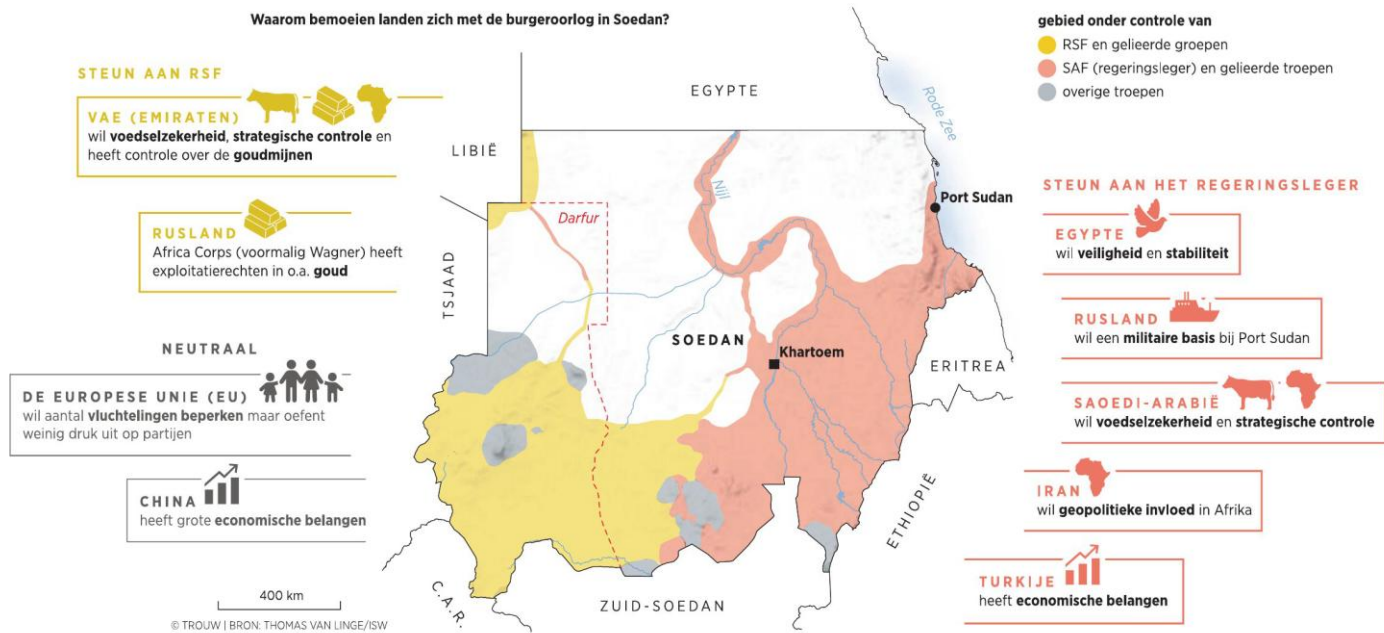 Waarom bemoeien landen zich met de burgeroorlog in Soedan?
gebied onder controle van
RSF en gelieerde groepen
SAF (regeringsleger) en gelieerde troepen
overige troepen
STEUN AAN RSF
VAE (EMIRATEN)
wil voedselzekerheid, strategische controle en
heeft controle over de goudmijnen
RUSLAND
Africa Corps (voormalig Wagner) heeft
exploitatierechten in o.a. goud
NEUTRAAL
DE EUROPESE UNIE (EU)
wil aantal vluchtelingen beperken maar oefent
weinig druk uit op partijen
CHINA
heeft grote economische belangen
400 km
© TROUW | BRON: THOMAS VAN LINGE/ISW
EGYPTE
LIBIË
Rode Zee
Nijl
Darfur
Port Sudan
TSJAAD
SOEDAN
Khartoem
ERITREA
ETHIOPIË
C.A.R.
ZUID-SOEDAN
STEUN AAN HET REGERINGSLEGER
EGYPTE
wil veiligheid en stabiliteit
RUSLAND
wil een militaire basis bij Port Sudan
SAOEDI-ARABIË
wil voedselzekerheid en strategische controle
IRAN
wil geopolitieke invloed in Afrika
TURKIJE
heeft economische belangen